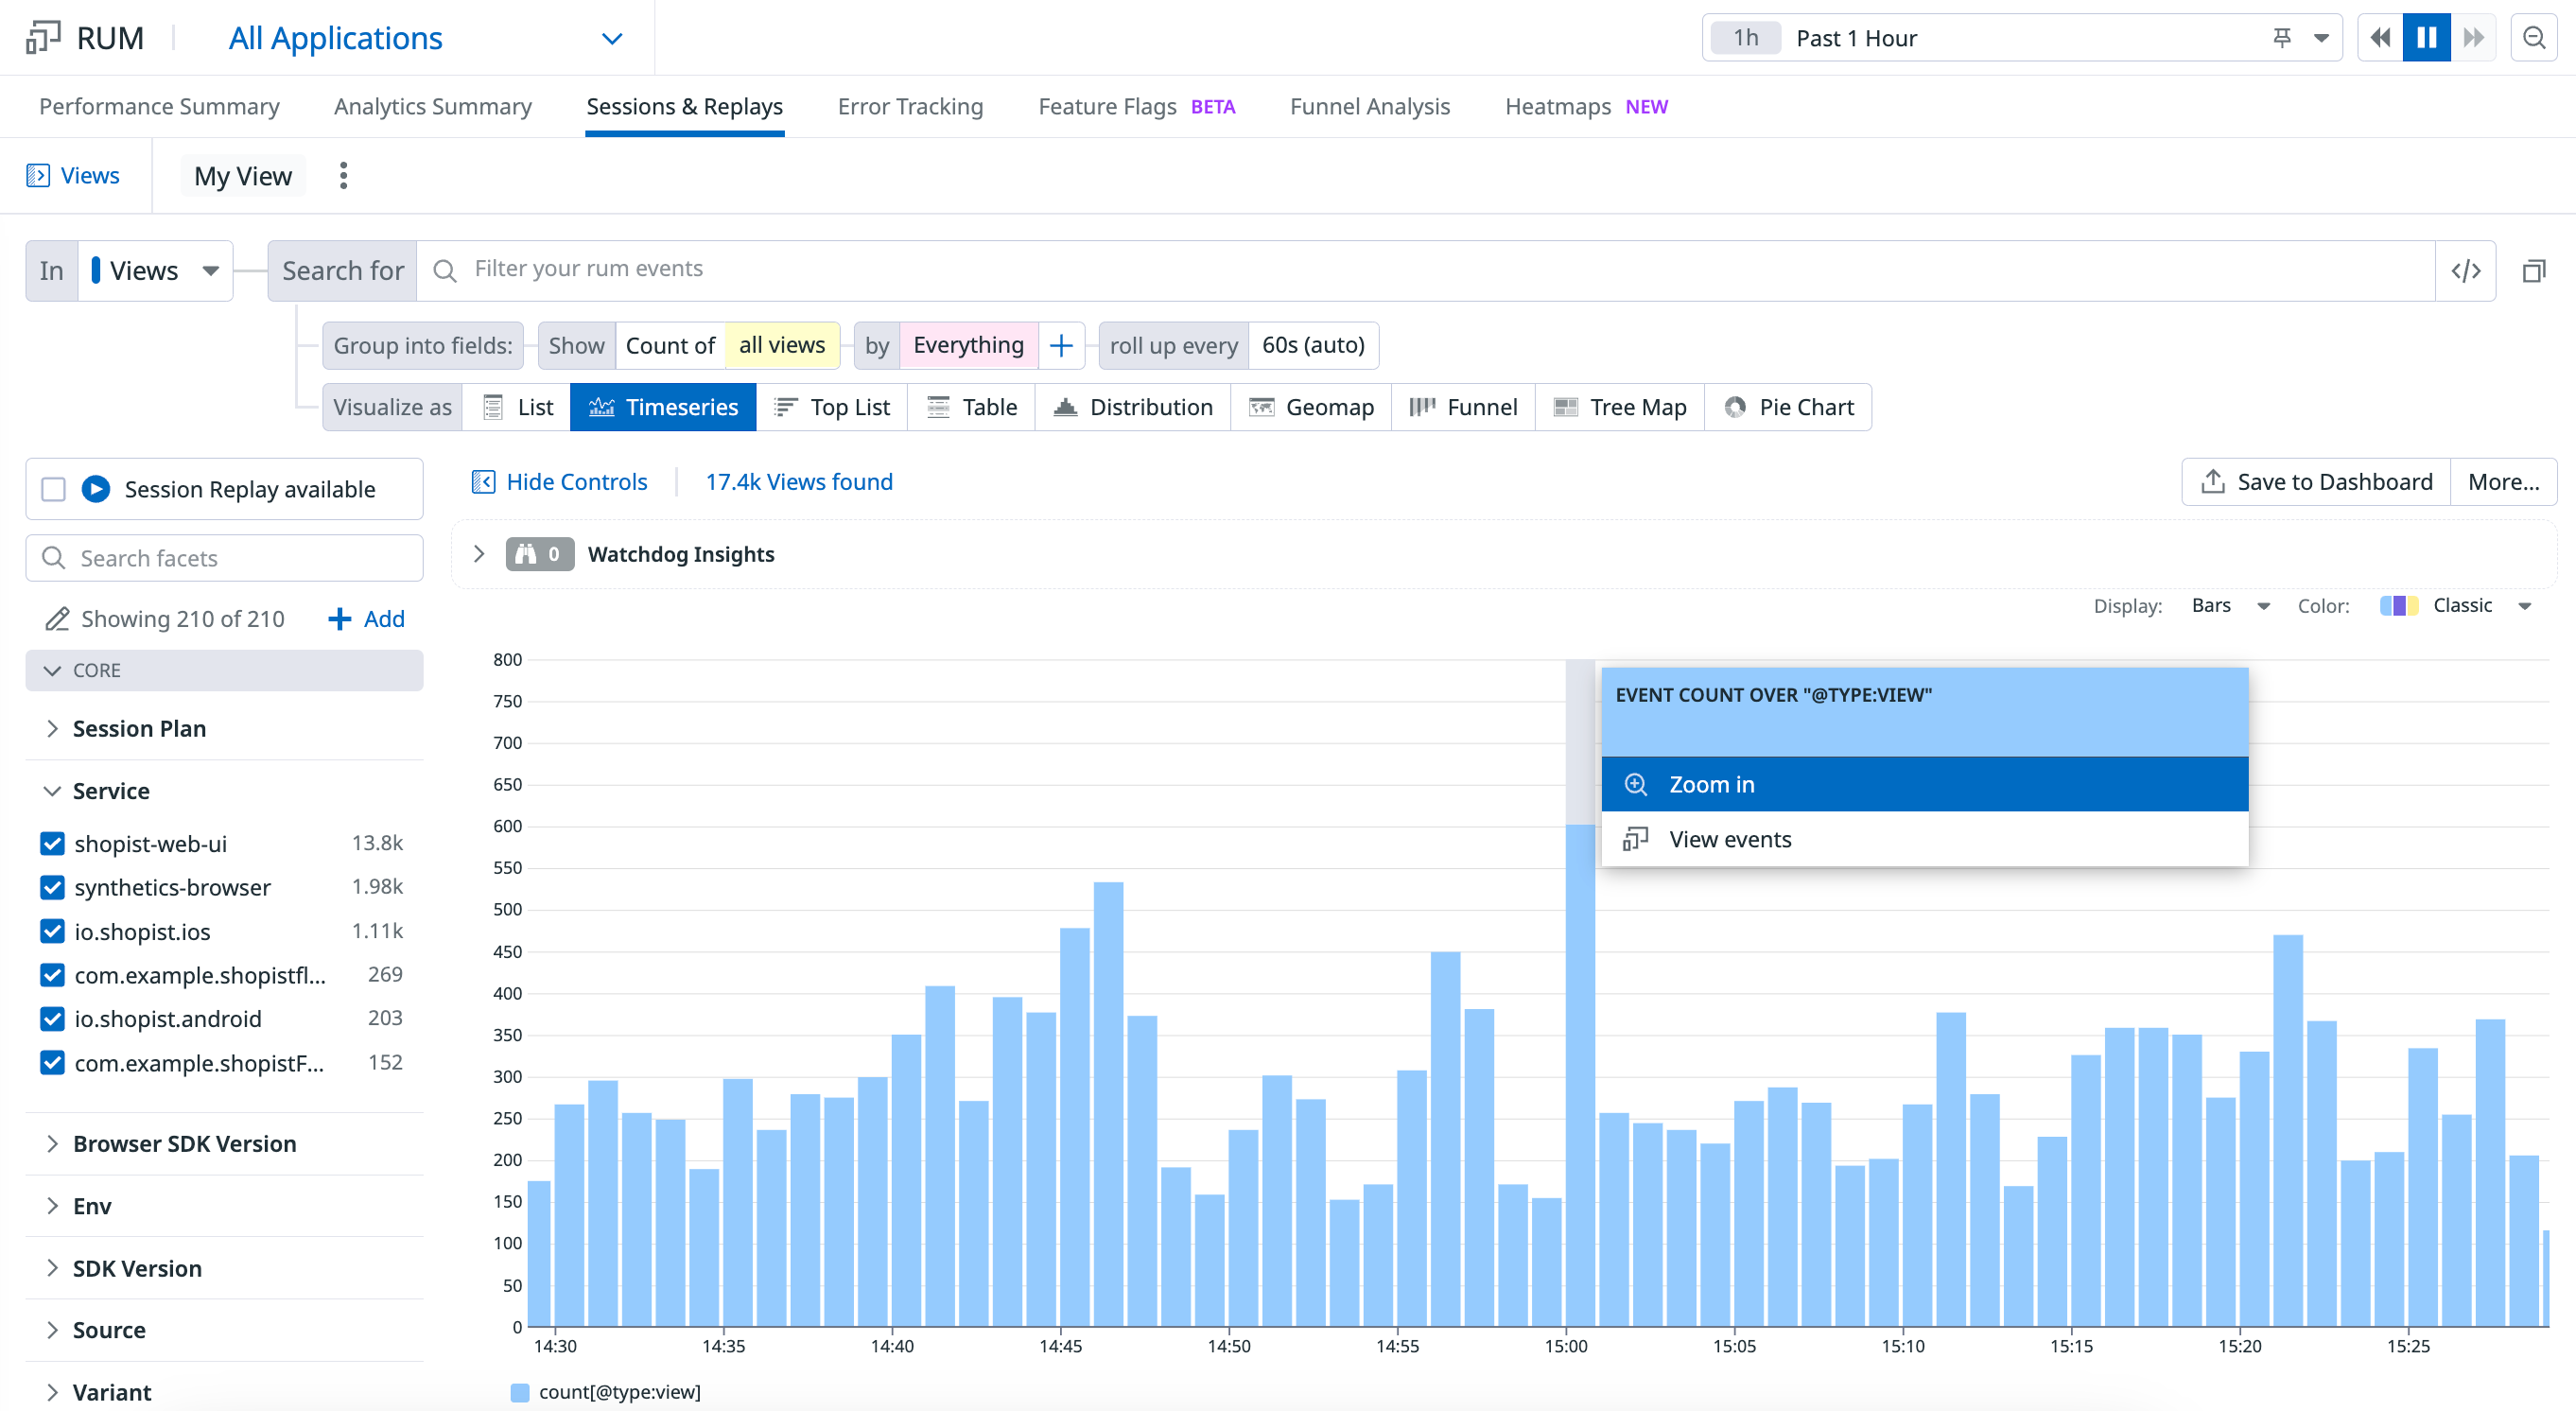 RUM All Applications 1h Past 1 Hour
Performance Summary Analytics Summary Sessions & Replays Error Tracking Feature Flags BETA Funnel Analysis Heatmaps NEW
Views My View
In Views Search for Filter your rum events </>
Group into fields: Show Count of all views by Everything + roll up every 60s (auto)
Visualize as List Timeseries Top List Table Distribution Geomap Funnel Tree Map Pie Chart
Session Replay available
Hide Controls 17.4k Views found Save to Dashboard More...
Search facets
0 Watchdog Insights
Showing 210 of 210 + Add
Display: Bars Color: Classic
CORE
Session Plan
Service
shopist-web-ui 13.8k
synthetics-browser 1.98k
io.shopist.ios 1.11k
com.example.shopistfl... 269
io.shopist.android 203
com.example.shopistF... 152
Browser SDK Version
Env
SDK Version
Source
Variant
800
750
700
650
600
550
500
450
400
350
300
250
200
150
100
50
0
EVENT COUNT OVER "@TYPE:VIEW"
Zoom in
View events
14:30 14:35 14:40 14:45 14:50 14:55 15:00 15:05 15:10 15:15 15:20 15:25
count[@type:view]